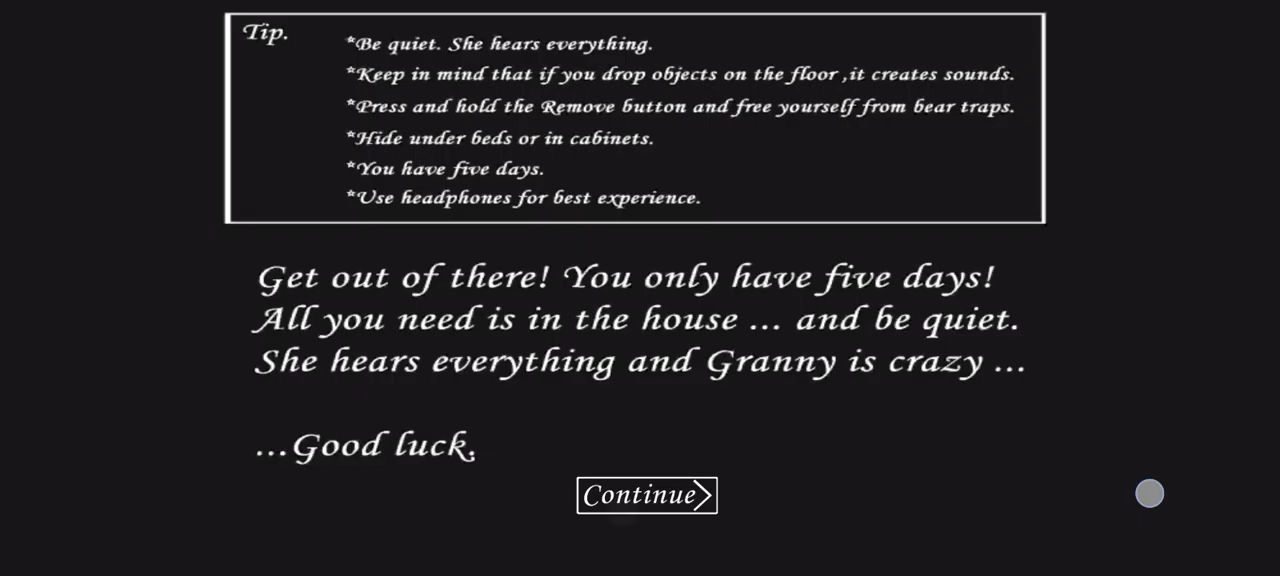 Tip.
*Be quiet. She hears everything.
*Keep in mind that if you drop objects on the floor ,it creates sounds.
*Press and hold the Remove button and free yourself from bear traps.
*Hide under beds or in cabinets.
*You have five days.
*Use headphones for best experience.
Get out of there! You only have five days!
All you need is in the house ... and be quiet.
She hears everything and Granny is crazy ...
...Good luck.
Continue